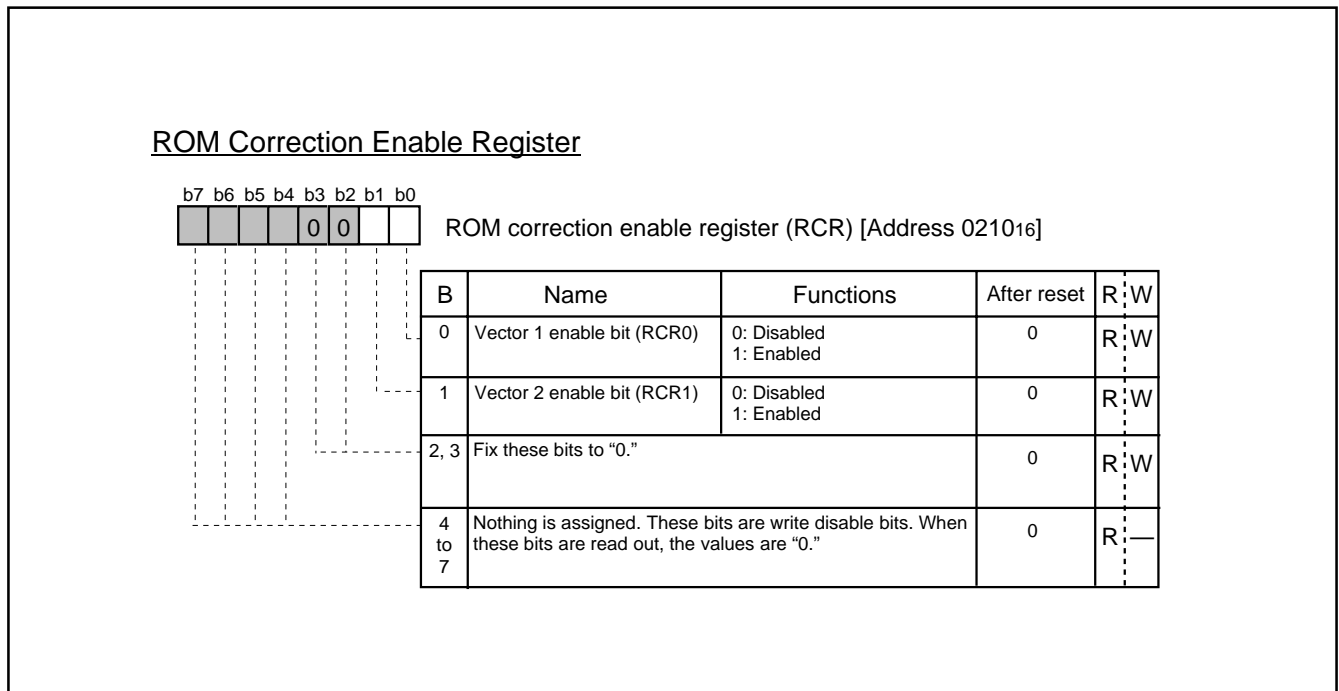 ROM Correction Enable Register
b7 b6 b5 b4 b3 b2 b1 b0
0 0
ROM correction enable register (RCR) [Address 021016]
B Name Functions After reset R W
0 Vector 1 enable bit (RCR0) 0: Disabled 0 R W
1: Enabled
1 Vector 2 enable bit (RCR1) 0: Disabled 0 R W
1: Enabled
2, 3 Fix these bits to “0.” 0 R W
4 Nothing is assigned. These bits are write disable bits. When 0 R —
to these bits are read out, the values are “0.”
7